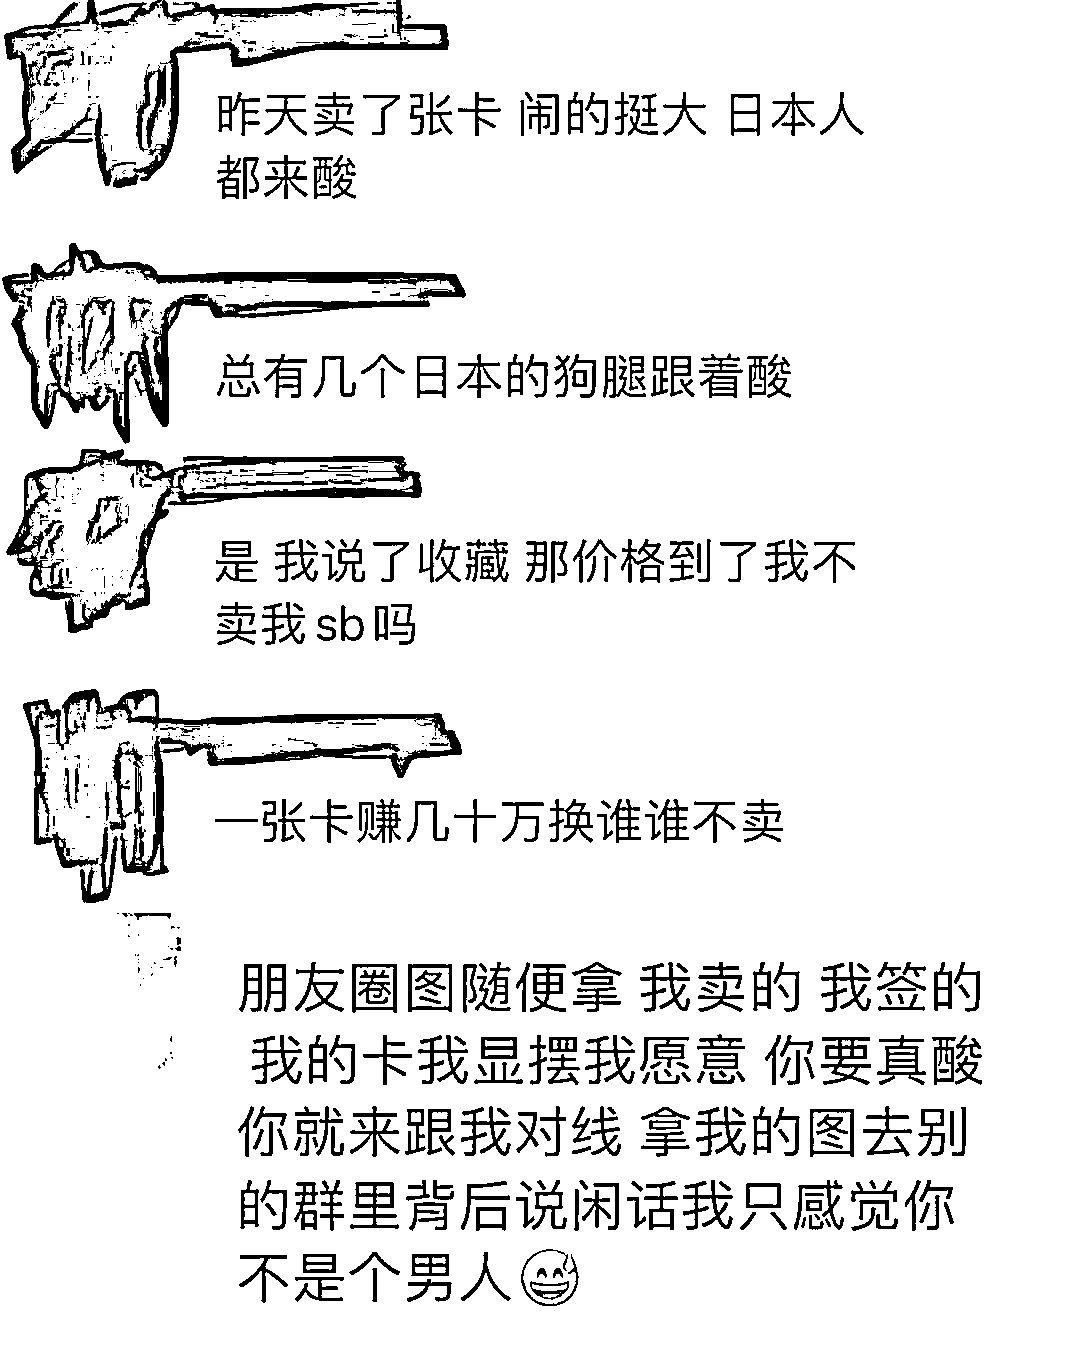 昨天卖了张卡 闹的挺大 日本人
都来酸
总有几个日本的狗腿跟着酸
是 我说了收藏 那价格到了我不
卖我sb吗
一张卡赚几十万换谁谁不卖
朋友圈图随便拿 我卖的 我签的
我的卡我显摆我愿意 你要真酸
你就来跟我对线 拿我的图去别
的群里背后说闲话我只感觉你
不是个男人😅